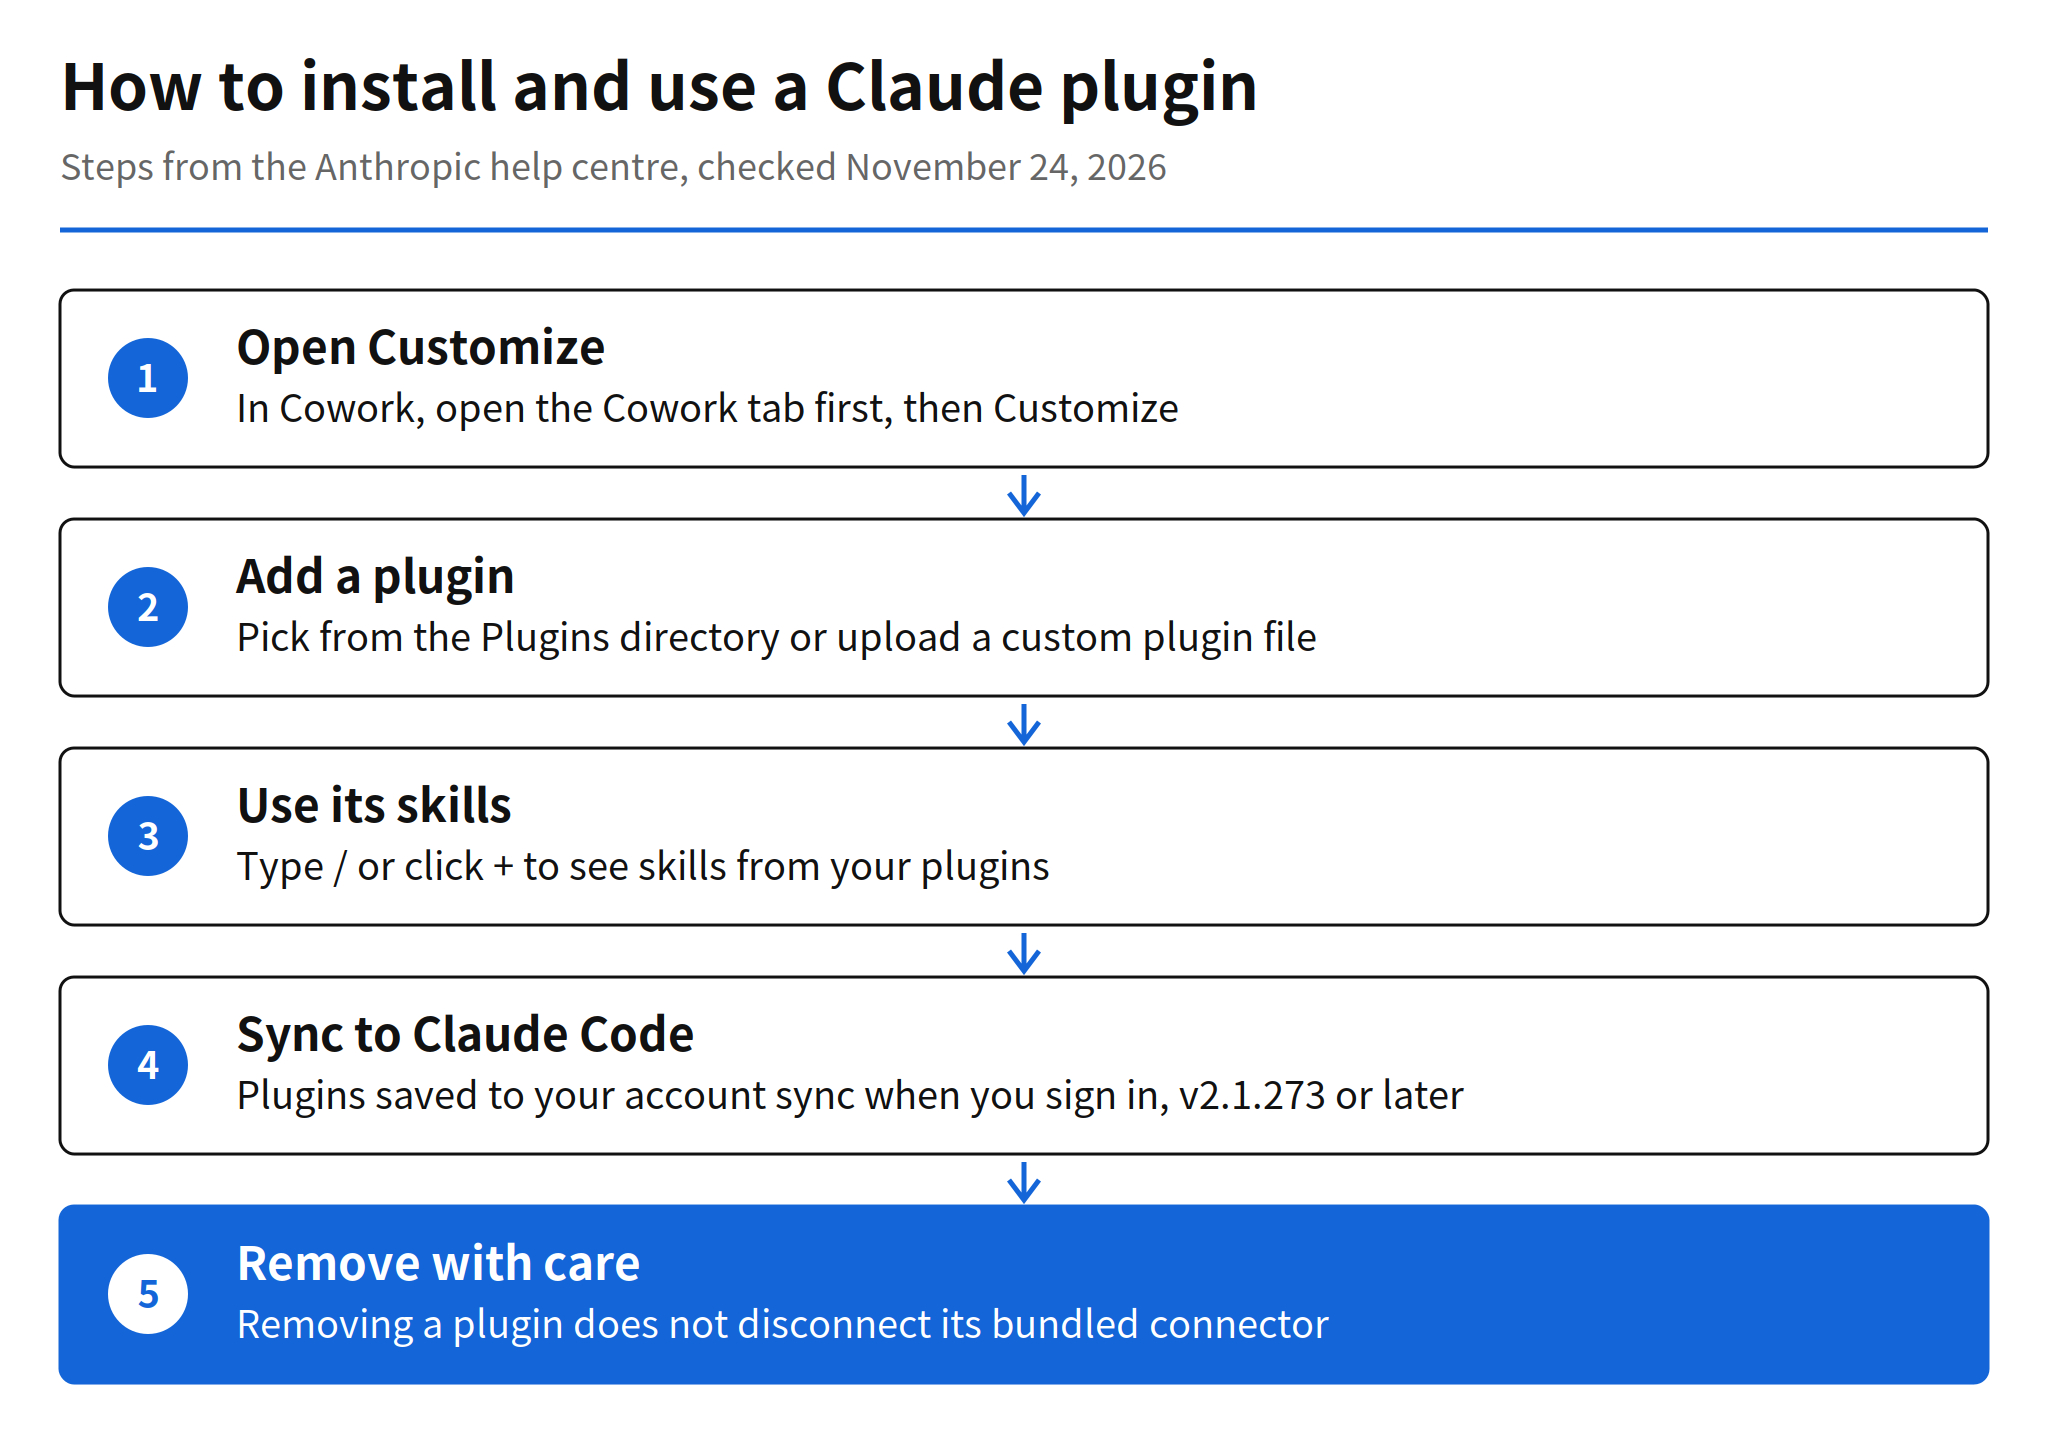 How to install and use a Claude plugin
Steps from the Anthropic help centre, checked November 24, 2026
1
Open Customize
In Cowork, open the Cowork tab first, then Customize
2
Add a plugin
Pick from the Plugins directory or upload a custom plugin file
3
Use its skills
Type / or click + to see skills from your plugins
4
Sync to Claude Code
Plugins saved to your account sync when you sign in, v2.1.273 or later
5
Remove with care
Removing a plugin does not disconnect its bundled connector